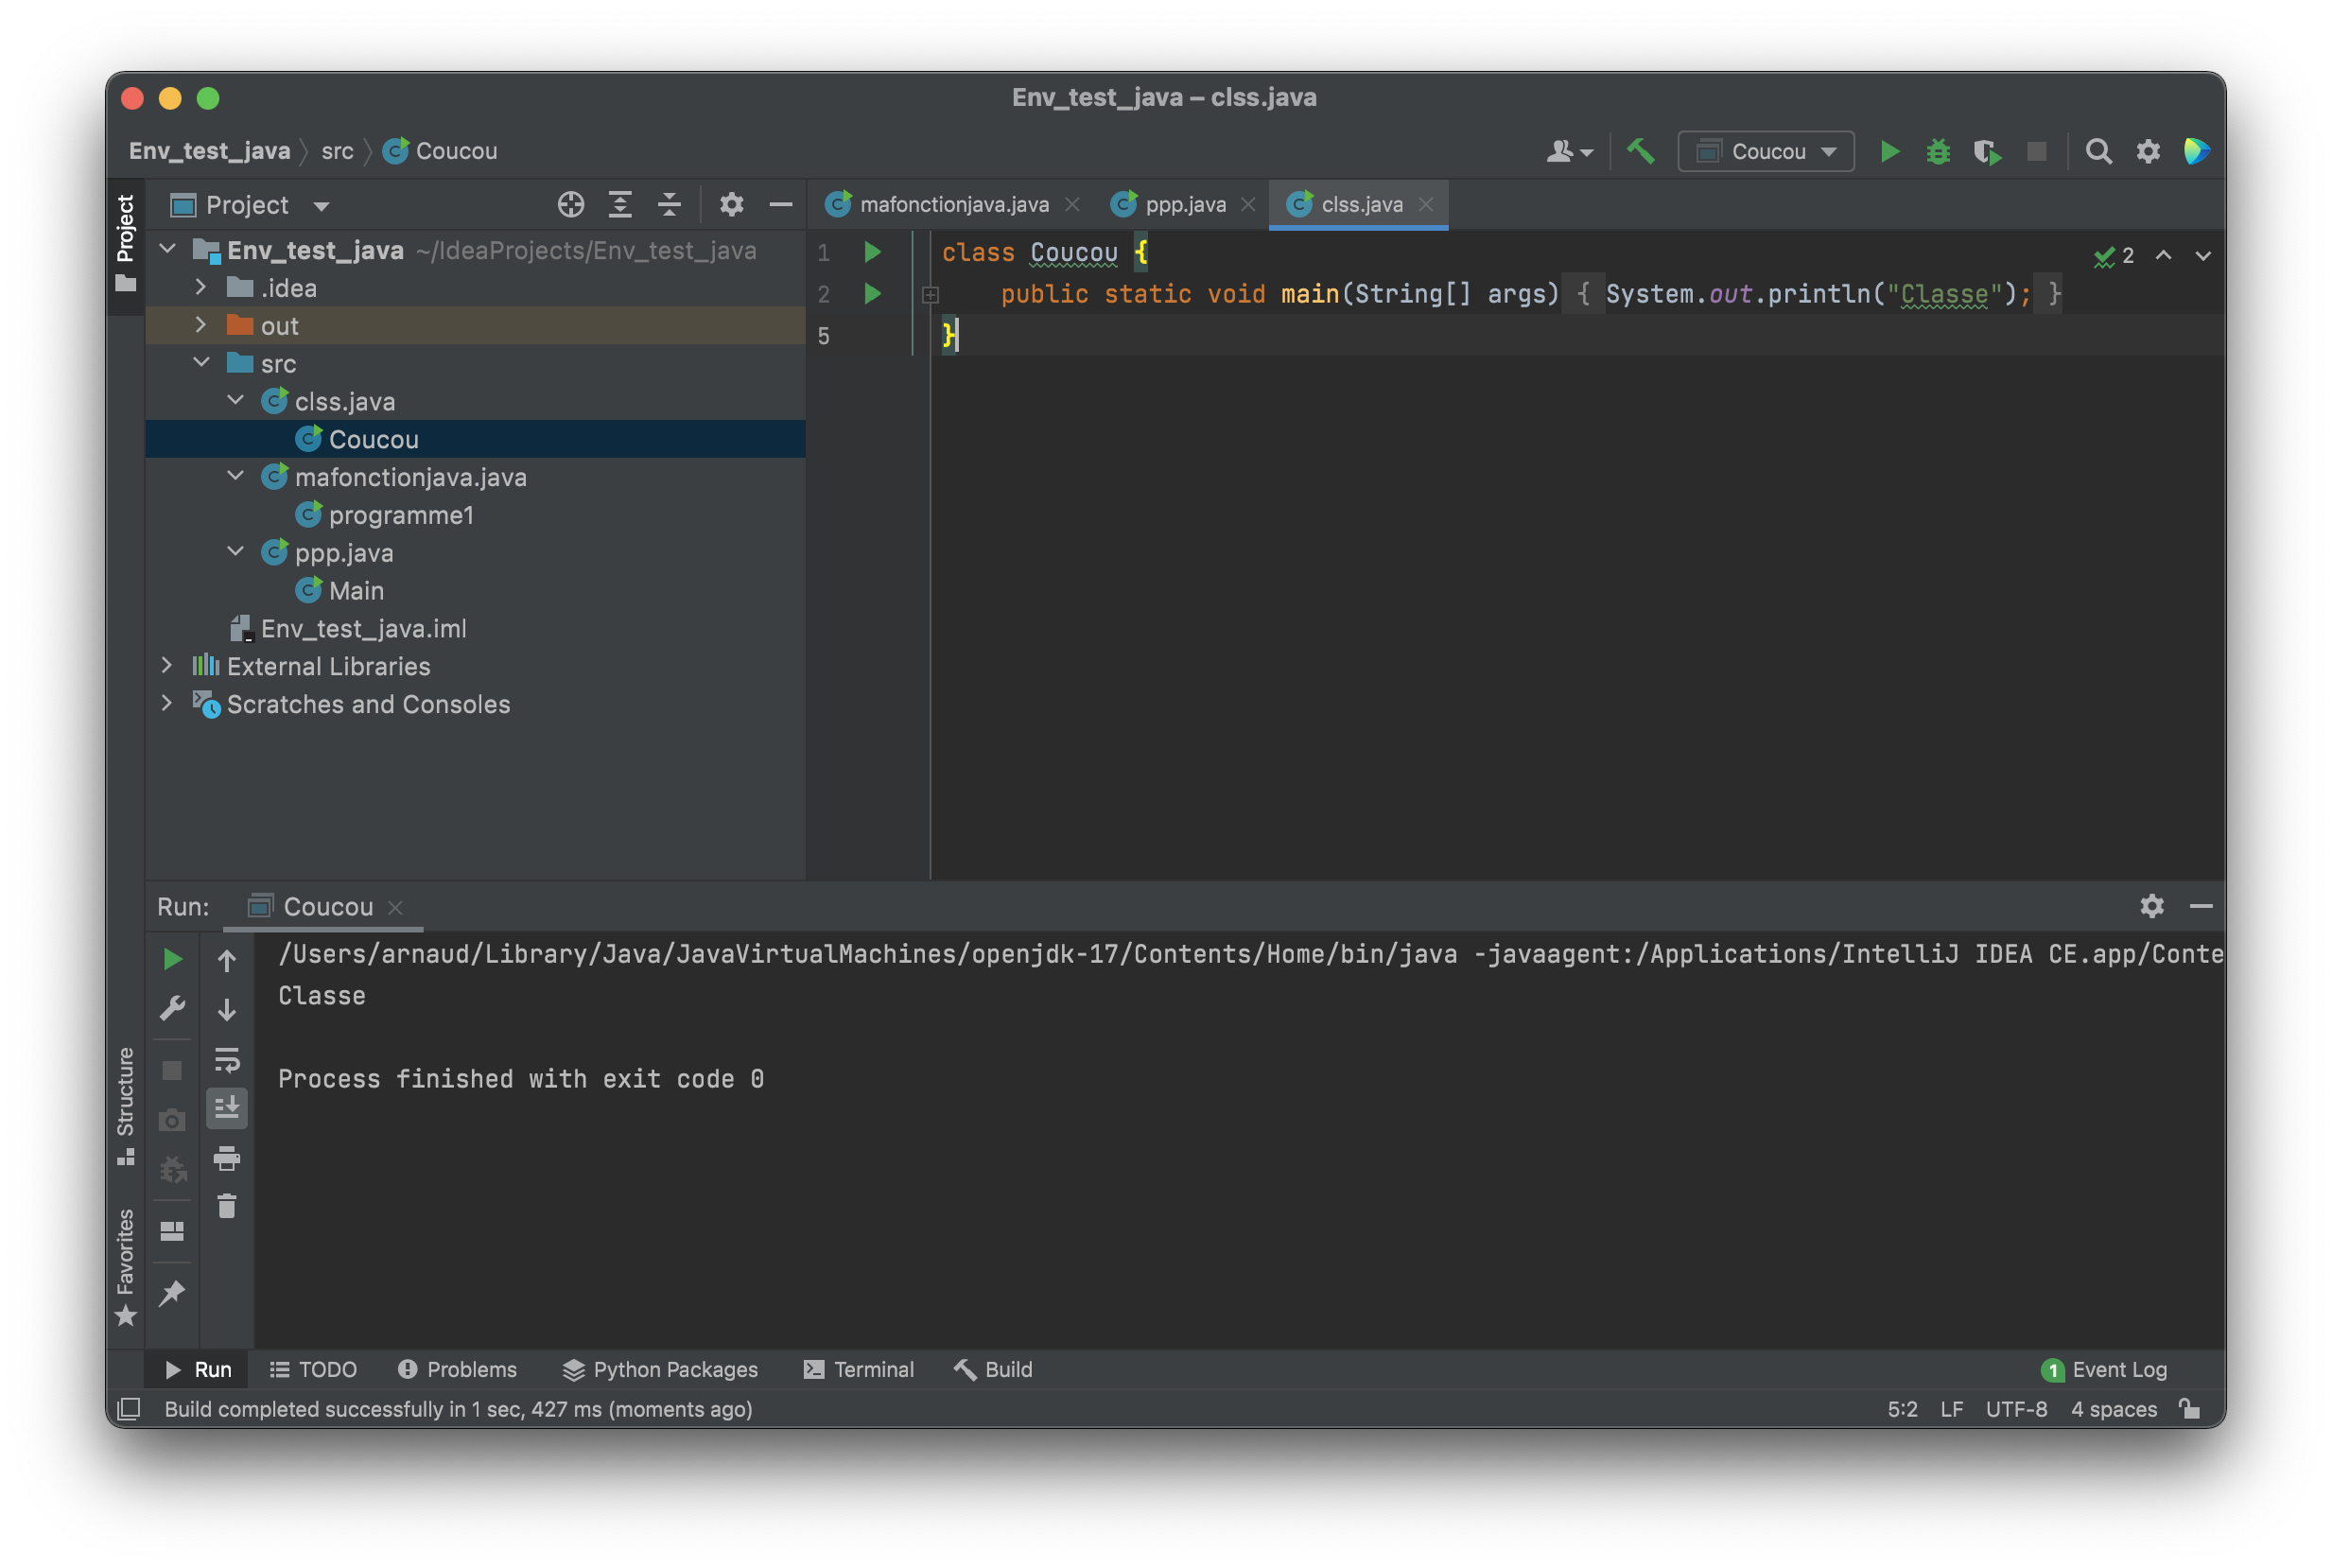 Env_test_java – clss.java
Env_test_java src Coucou
Coucou
Project
Project
mafonctionjava.java
ppp.java
clss.java
Env_test_java ~/IdeaProjects/Env_test_java
.idea
out
src
clss.java
Coucou
mafonctionjava.java
programme1
ppp.java
Main
Env_test_java.iml
External Libraries
Scratches and Consoles
1 class Coucou {
2 public static void main(String[] args) { System.out.println("Classe"); }
5 }
2
Run: Coucou
/Users/arnaud/Library/Java/JavaVirtualMachines/openjdk-17/Contents/Home/bin/java -javaagent:/Applications/IntelliJ IDEA CE.app/Conte
Classe
Process finished with exit code 0
Structure
Favorites
Run TODO Problems Python Packages Terminal Build 1 Event Log
Build completed successfully in 1 sec, 427 ms (moments ago) 5:2 LF UTF-8 4 spaces